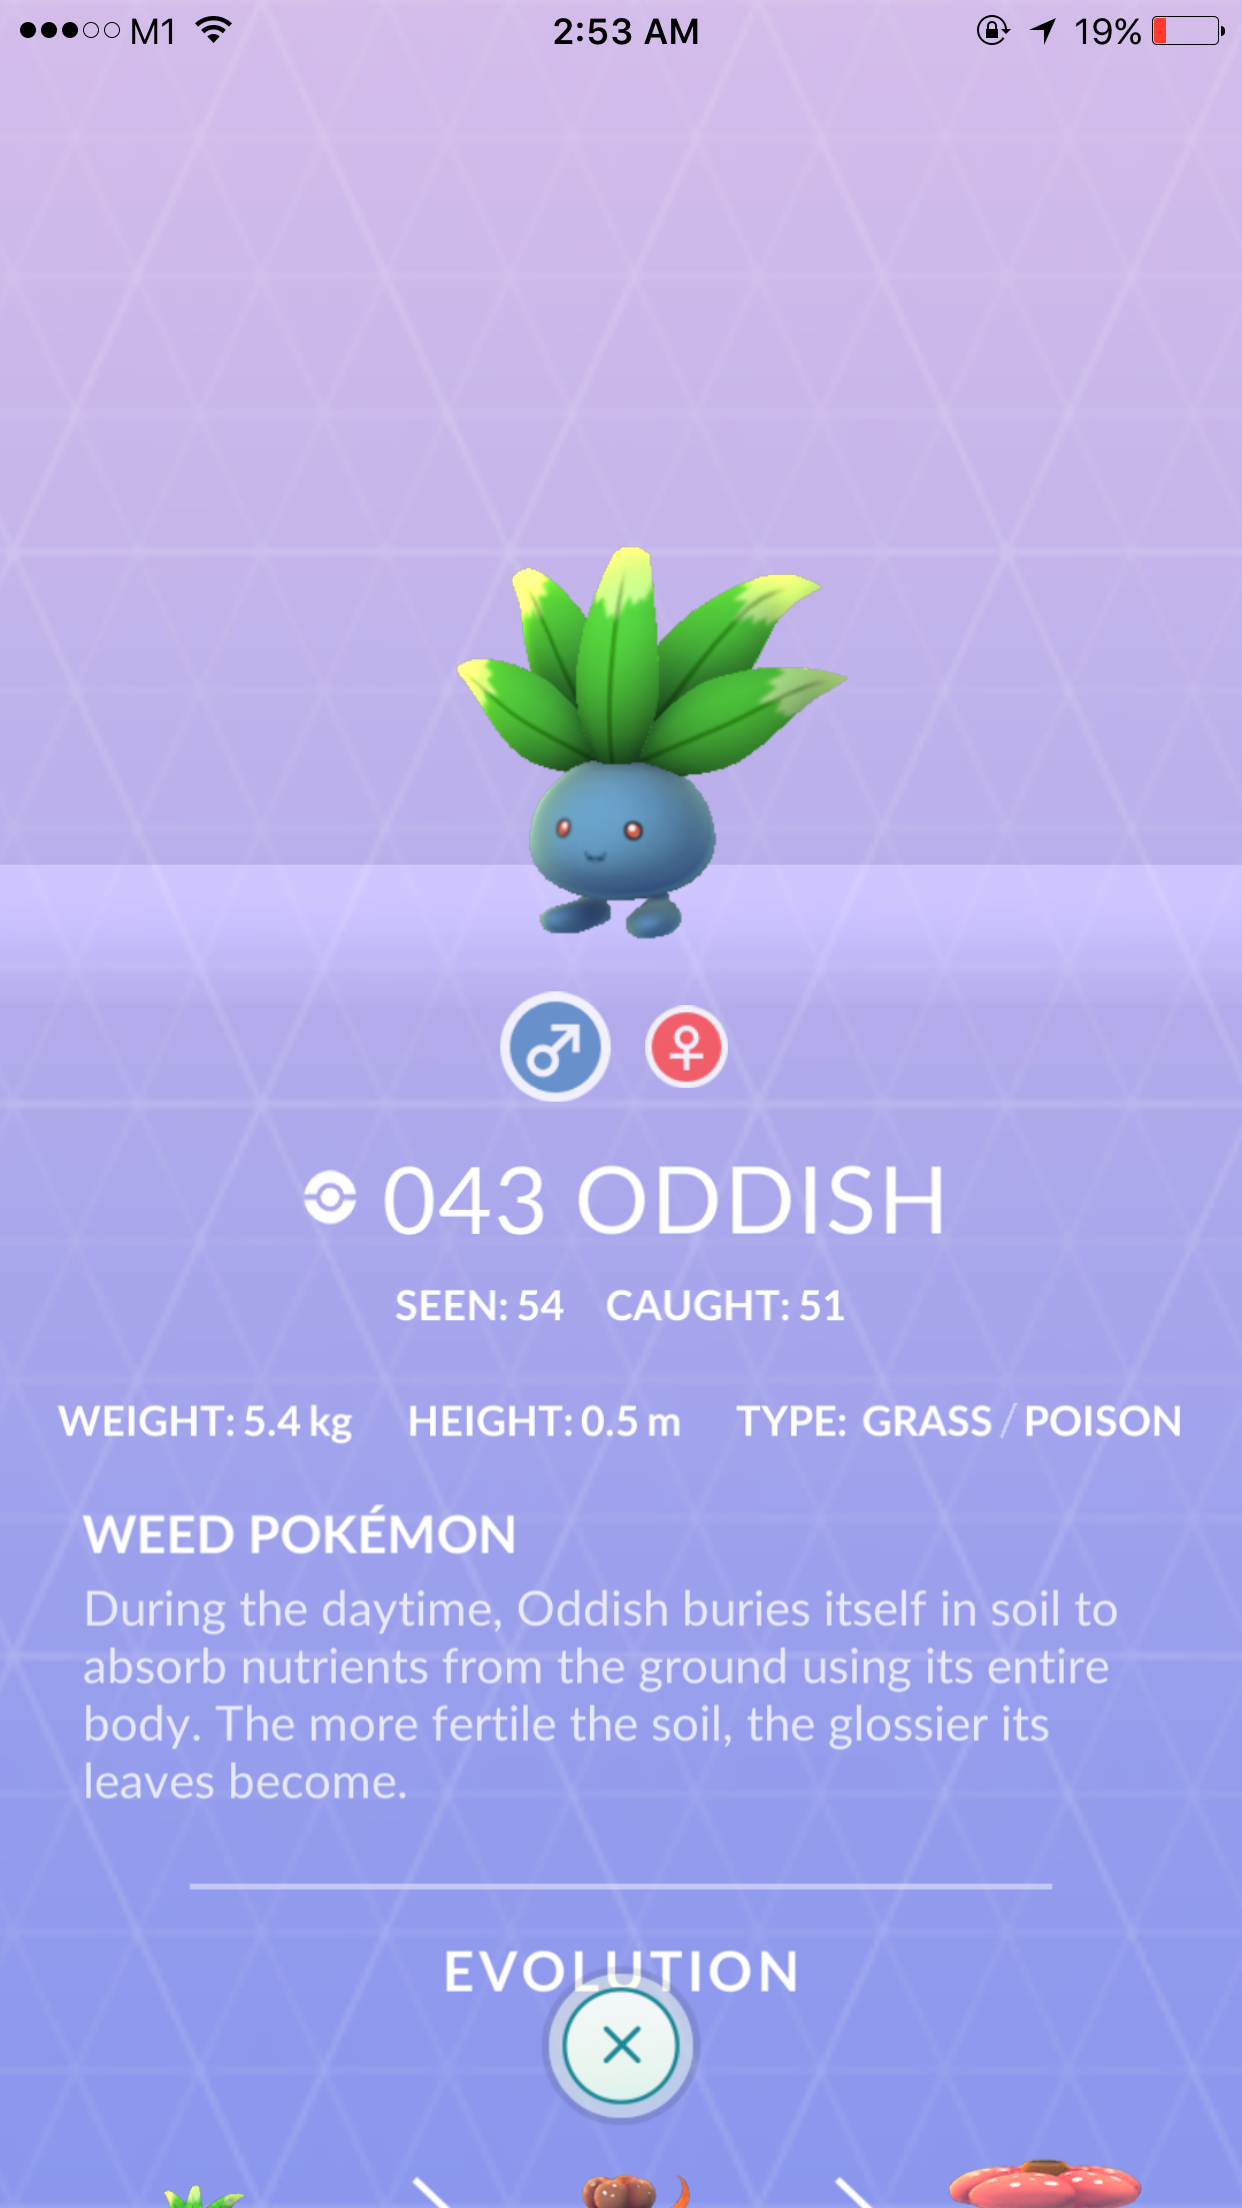 M1 2:53 AM 19%
043 ODDISH
SEEN: 54 CAUGHT: 51
WEIGHT: 5.4 kg HEIGHT: 0.5 m TYPE: GRASS / POISON
WEED POKÉMON
During the daytime, Oddish buries itself in soil to
absorb nutrients from the ground using its entire
body. The more fertile the soil, the glossier its
leaves become.
EVOLUTION